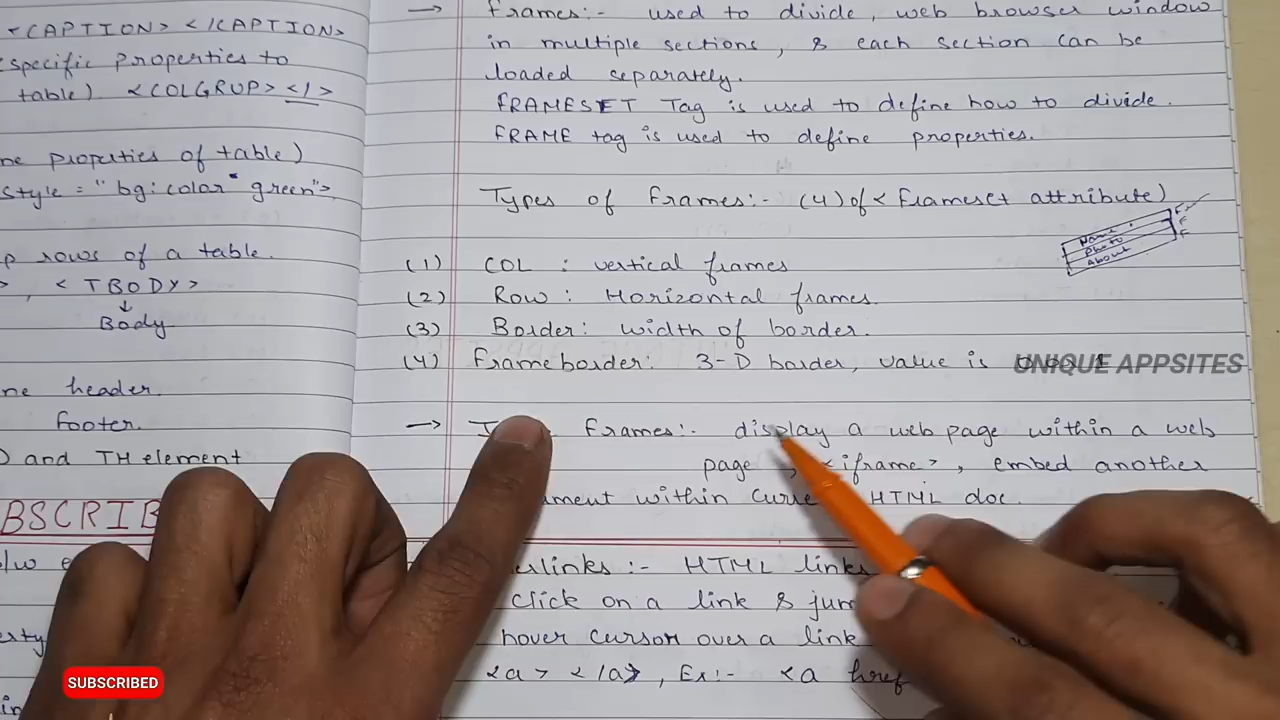 <CAPTION> </CAPTION>
specific properties to
table) <COLGRUP> </>
ne properties of table)
style = "bg: color" green">
p rows of a table.
>, <TBODY>
↓
Body
ne header.
footer.
) and TH element
BSCRIB
/w e
→ Frames:- used to divide, web browser window
in multiple sections, & each section can be
loaded separately.
FRAMESET Tag is used to define how to divide.
FRAME tag is used to define properties.
Types of Frames:- (4) of < Frameset attribute)
Name
Photo
About
F
F
F
(1) COL : vertical frames
(2) Row : Horizontal frames.
(3) Border: width of border.
(4) Frameborder: 3-D border, value is
UNIQUE APPSITES
→ Frames:- display a web page within a web
page, <iframe>, embed another
ument within HTML doc.
erlinks :- HTML links
Click on a link &
hover cursor over a link
<a> </a>, Ex:- <a href
SUBSCRIBED